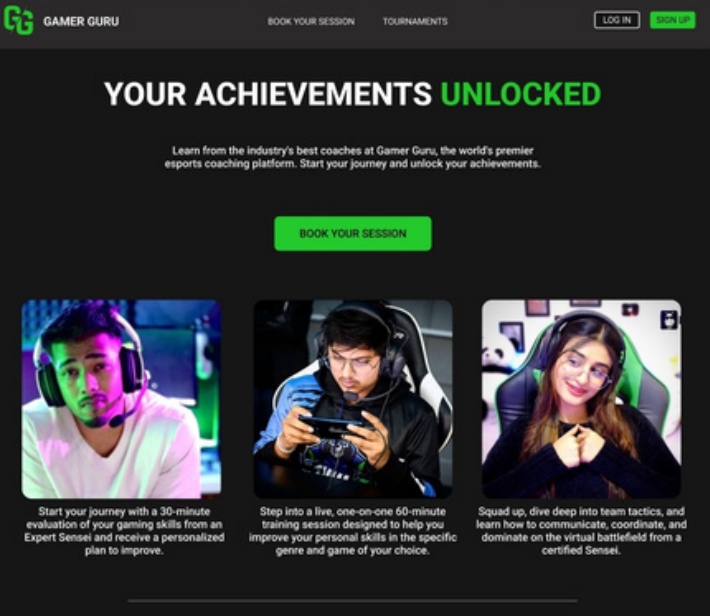 GG GAMER GURU BOOK YOUR SESSION TOURNAMENTS LOG IN SIGN UP
YOUR ACHIEVEMENTS UNLOCKED
Learn from the industry's best coaches at Gamer Guru, the world's premier
esports coaching platform. Start your journey and unlock your achievements.
BOOK YOUR SESSION
Start your journey with a 30-minute
evaluation of your gaming skills from an
Expert Sensei and receive a personalized
plan to improve.
Step into a live, one-on-one 60-minute
training session designed to help you
improve your personal skills in the specific
genre and game of your choice.
Squad up, dive deep into team tactics, and
learn how to communicate, coordinate, and
dominate on the virtual battlefield from a
certified Sensei.